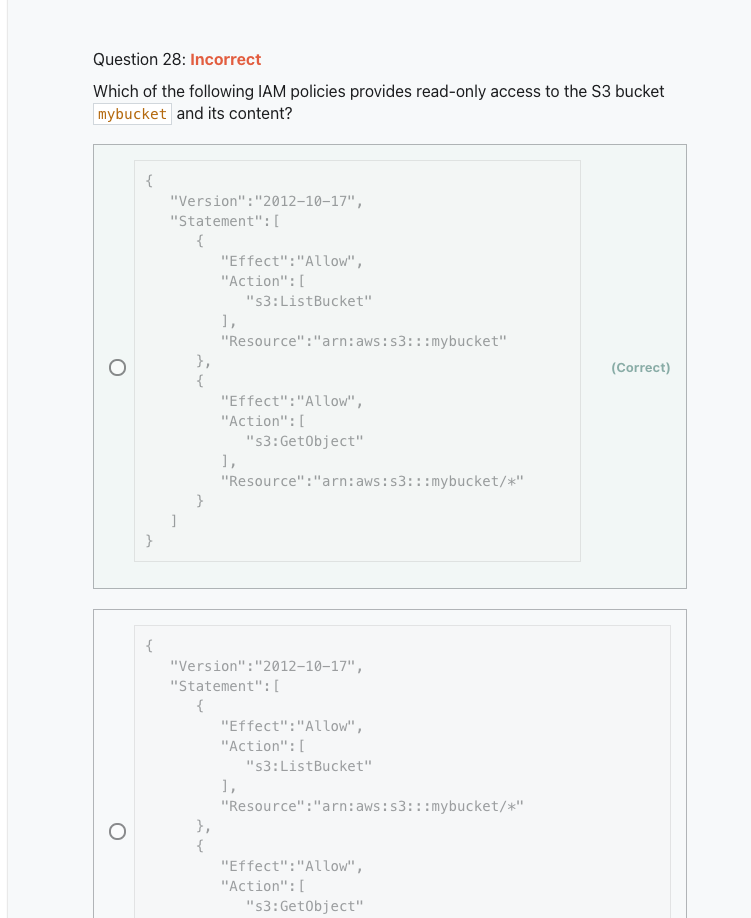 Question 28: Incorrect
Which of the following IAM policies provides read-only access to the S3 bucket
mybucket and its content?
{
   "Version":"2012-10-17",
   "Statement":[
      {
         "Effect":"Allow",
         "Action":[
            "s3:ListBucket"
         ],
         "Resource":"arn:aws:s3:::mybucket"
      },
      {
         "Effect":"Allow",
         "Action":[
            "s3:GetObject"
         ],
         "Resource":"arn:aws:s3:::mybucket/*"
      }
   ]
}
(Correct)
{
   "Version":"2012-10-17",
   "Statement":[
      {
         "Effect":"Allow",
         "Action":[
            "s3:ListBucket"
         ],
         "Resource":"arn:aws:s3:::mybucket/*"
      },
      {
         "Effect":"Allow",
         "Action":[
            "s3:GetObject"